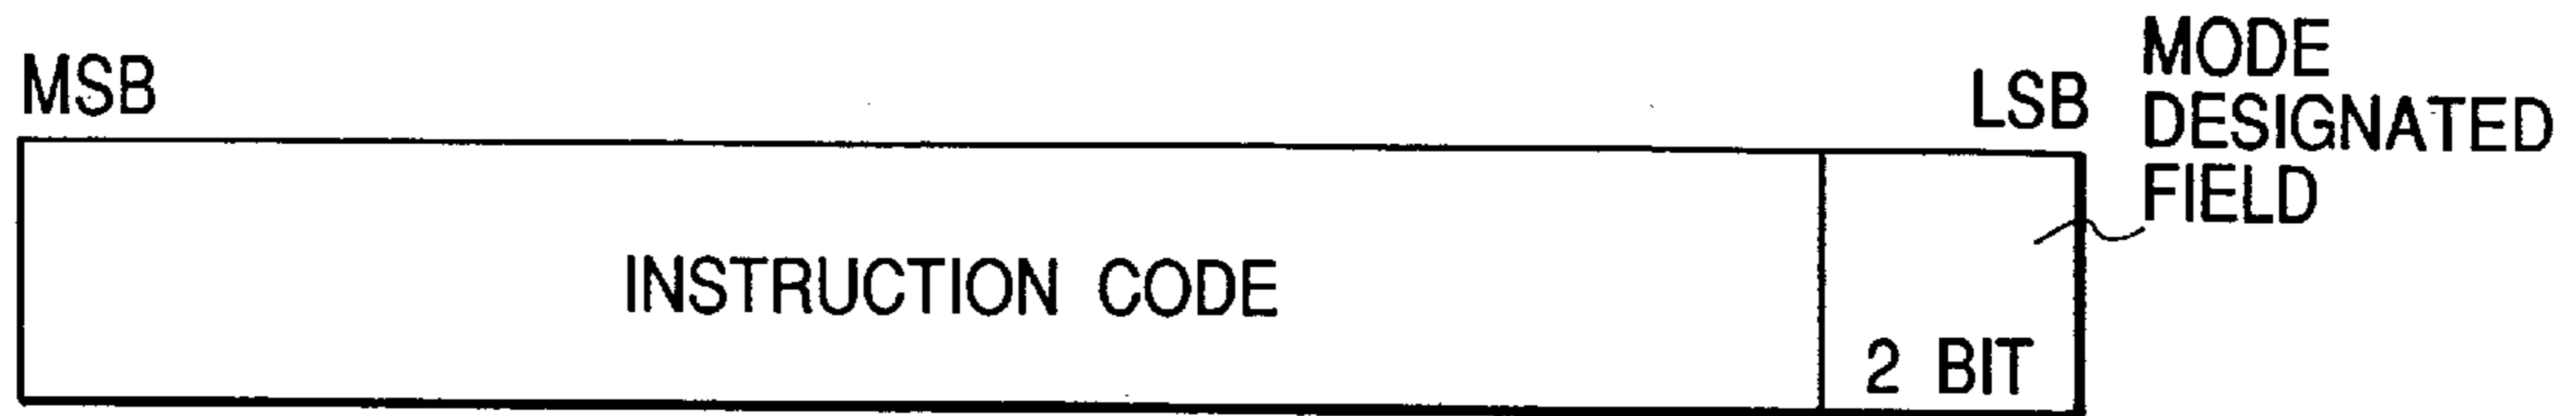 MSB
LSB
MODE
DESIGNATED
FIELD
INSTRUCTION CODE
2 BIT